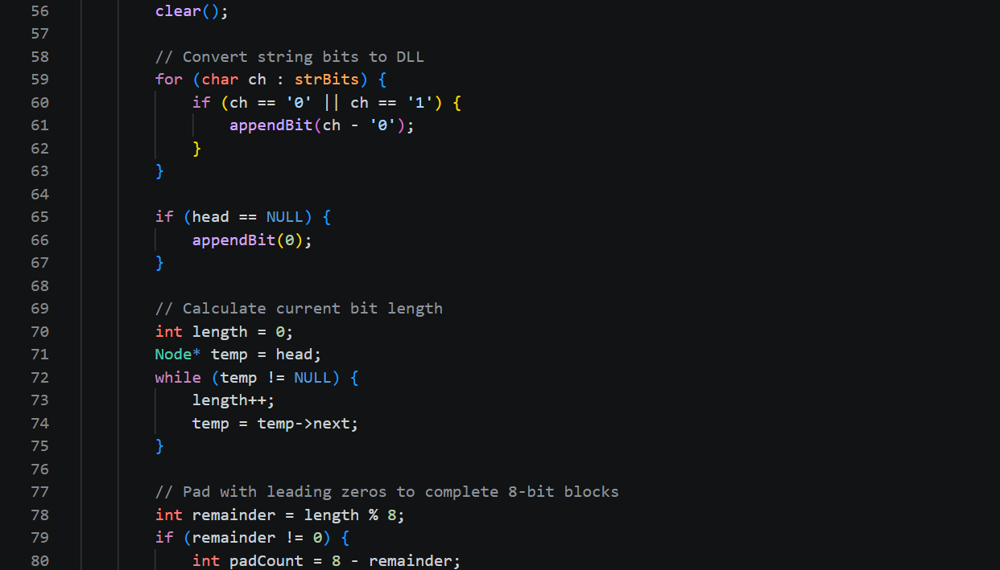 56 clear();
57
58 // Convert string bits to DLL
59 for (char ch : strBits) {
60 if (ch == '0' || ch == '1') {
61 appendBit(ch - '0');
62 }
63 }
64
65 if (head == NULL) {
66 appendBit(0);
67 }
68
69 // Calculate current bit length
70 int length = 0;
71 Node* temp = head;
72 while (temp != NULL) {
73 length++;
74 temp = temp->next;
75 }
76
77 // Pad with leading zeros to complete 8-bit blocks
78 int remainder = length % 8;
79 if (remainder != 0) {
80 int padCount = 8 - remainder;